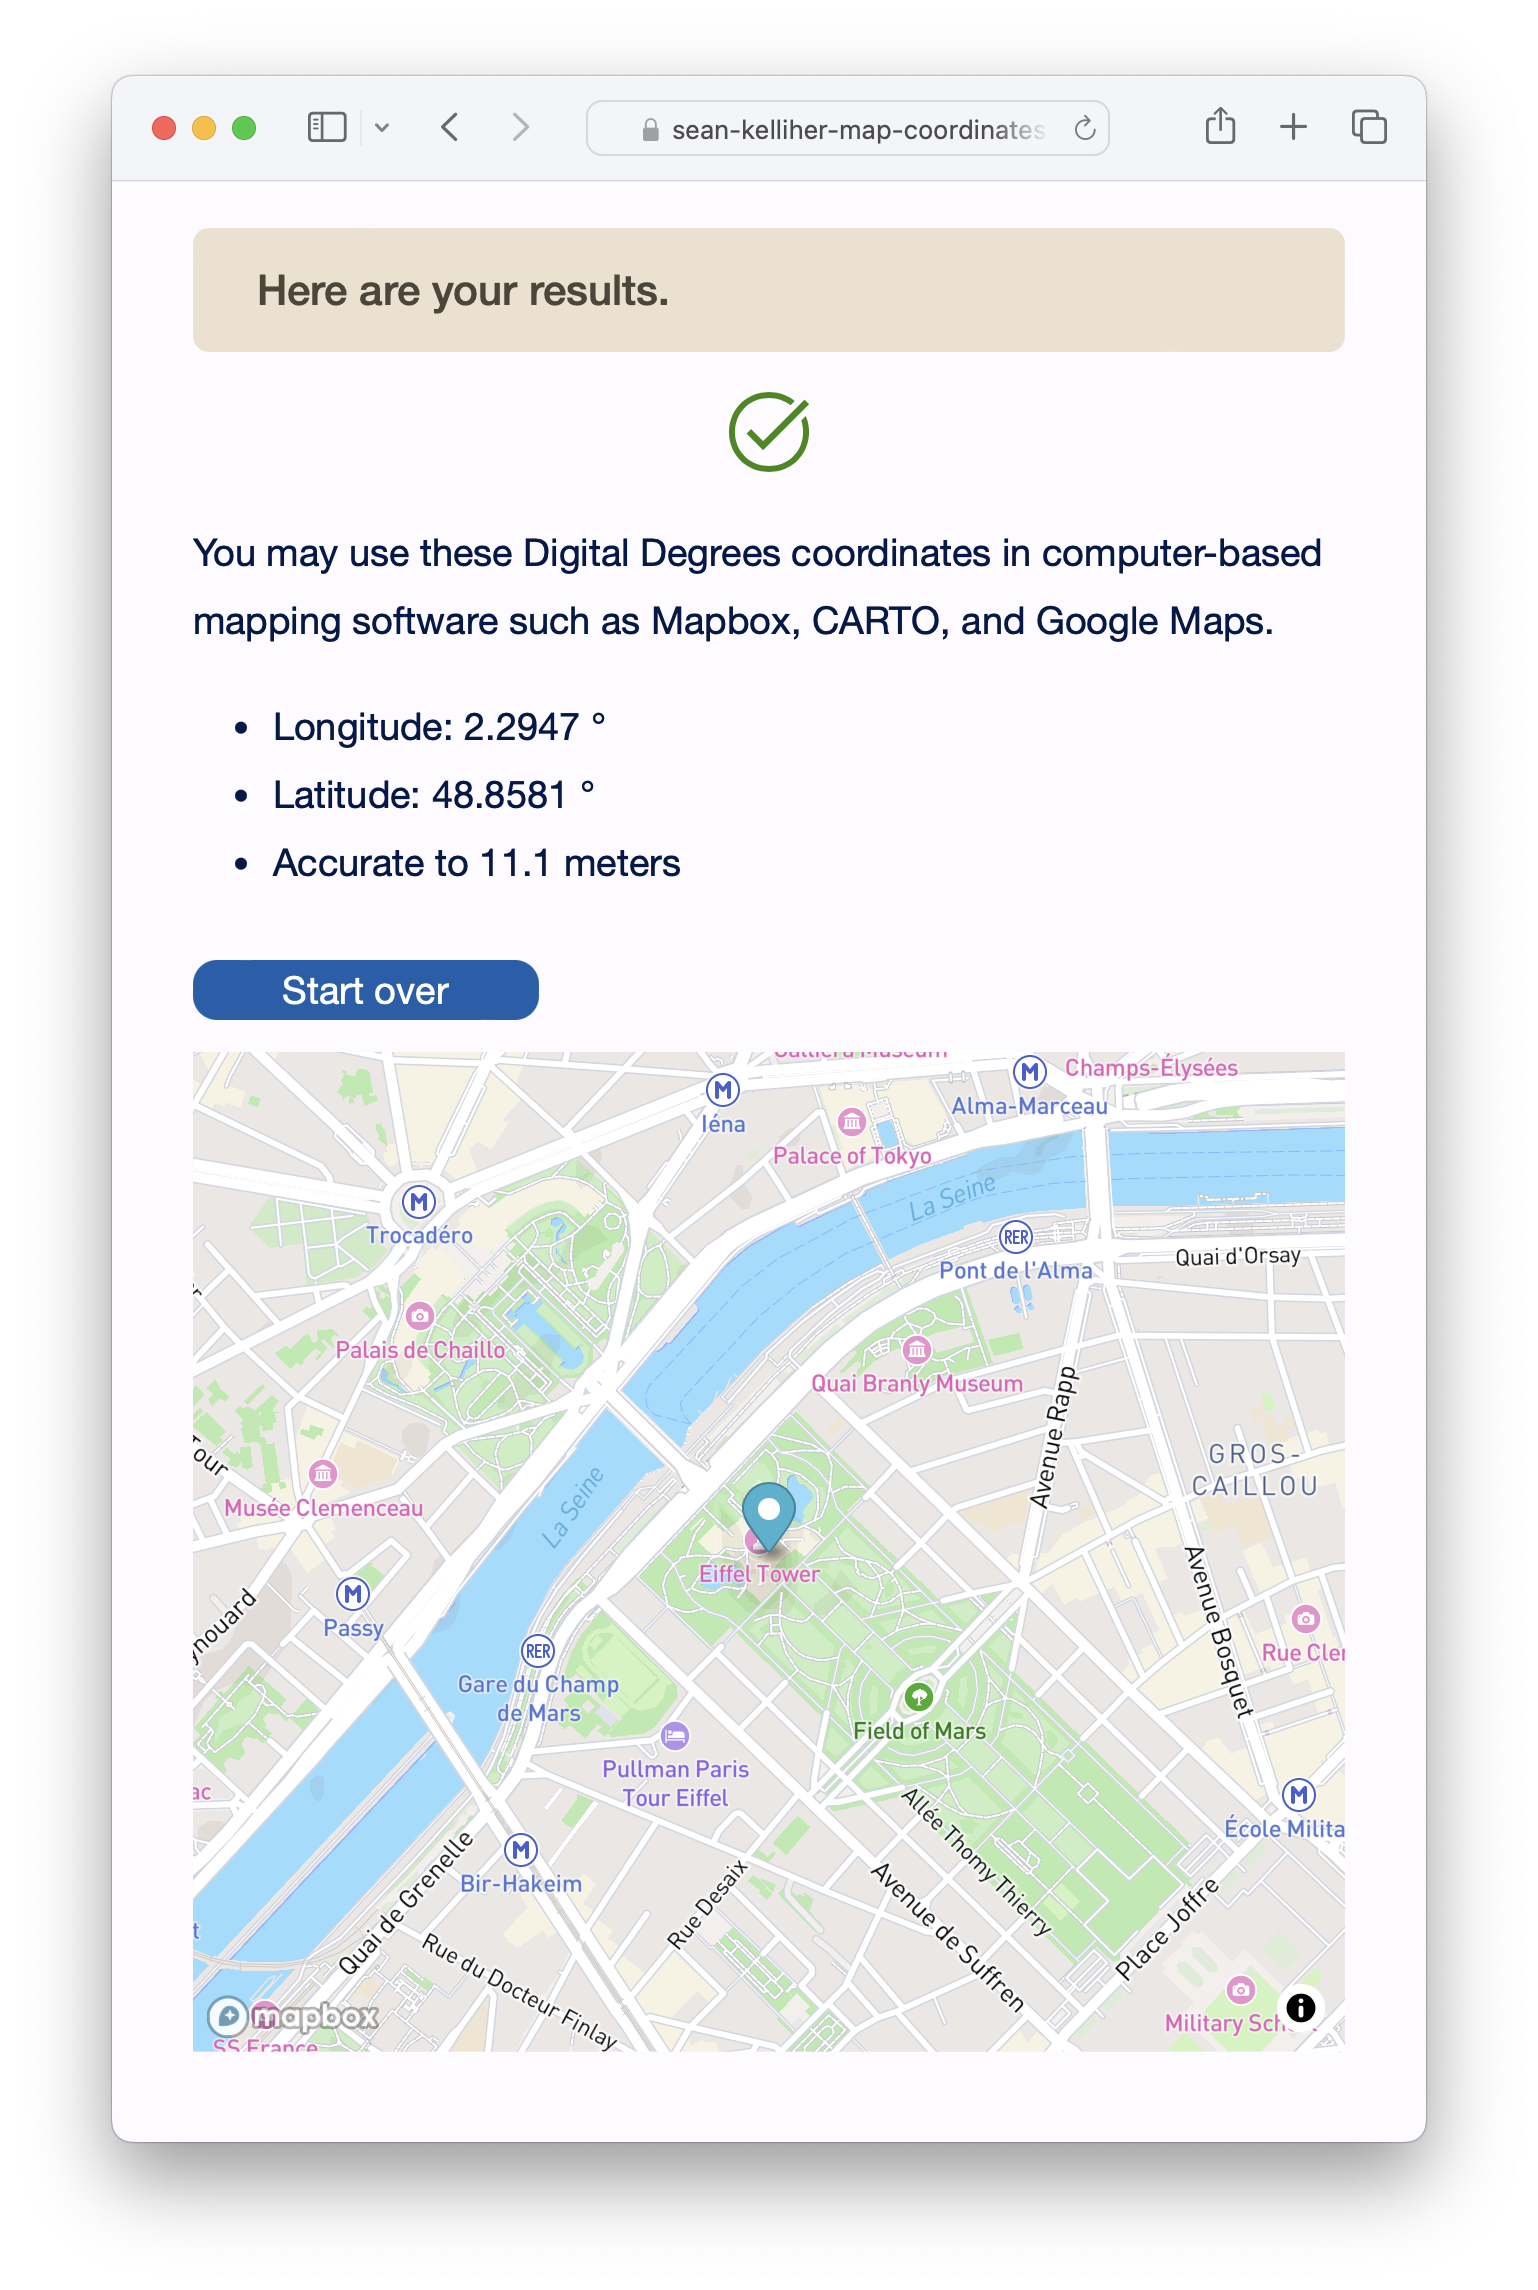 sean-kelliher-map-coordinates
Here are your results.
You may use these Digital Degrees coordinates in computer-based
mapping software such as Mapbox, CARTO, and Google Maps.
• Longitude: 2.2947 °
• Latitude: 48.8581 °
• Accurate to 11.1 meters
Start over
Galliera Museum
Champs-Élysées
Alma-Marceau
Iéna
Palace of Tokyo
La Seine
Trocadéro
Pont de l'Alma
RER
Quai d'Orsay
Palais de Chaillo
Quai Branly Museum
Avenue Rapp
GROS-
CAILLOU
Tour
Musée Clemenceau
La Seine
Eiffel Tower
Avenue Bosquet
Passy
ynouard
RER
Gare du Champ
de Mars
Rue Cler
Field of Mars
Pullman Paris
Tour Eiffel
ac
Allée Thomy Thierry
École Milita
Quai de Grenelle
Bir-Hakeim
Rue Desaix
Avenue de Suffren
Place Joffre
t
Rue du Docteur Finlay
mapbox
SS France
Military Sch